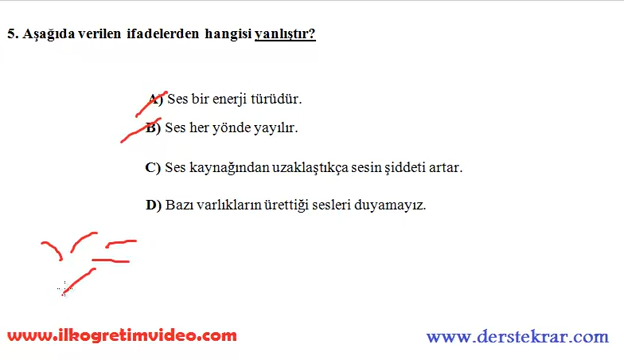 5. Aşağıda verilen ifadelerden hangisi yanlıştır?
A) Ses bir enerji türüdür.
B) Ses her yönde yayılır.
C) Ses kaynağından uzaklaştıkça sesin şiddeti artar.
D) Bazı varlıkların ürettiği sesleri duyamayız.
www.ilkogretimvideo.com
www.derstekrar.com